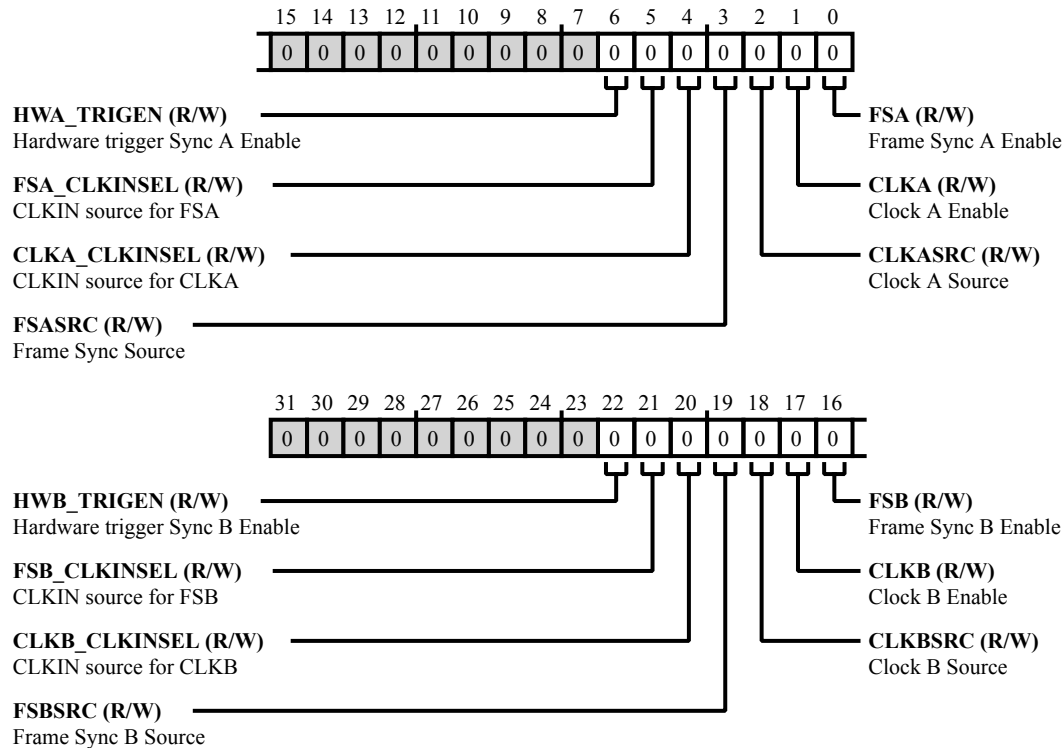 15 14 13 12 11 10 9 8 7 6 5 4 3 2 1 0
0 0 0 0 0 0 0 0 0 0 0 0 0 0 0 0
HWA_TRIGEN (R/W)
Hardware trigger Sync A Enable
FSA_CLKINSEL (R/W)
CLKIN source for FSA
CLKA_CLKINSEL (R/W)
CLKIN source for CLKA
FSASRC (R/W)
Frame Sync Source
FSA (R/W)
Frame Sync A Enable
CLKA (R/W)
Clock A Enable
CLKASRC (R/W)
Clock A Source
31 30 29 28 27 26 25 24 23 22 21 20 19 18 17 16
0 0 0 0 0 0 0 0 0 0 0 0 0 0 0 0
HWB_TRIGEN (R/W)
Hardware trigger Sync B Enable
FSB_CLKINSEL (R/W)
CLKIN source for FSB
CLKB_CLKINSEL (R/W)
CLKIN source for CLKB
FSBSRC (R/W)
Frame Sync B Source
FSB (R/W)
Frame Sync B Enable
CLKB (R/W)
Clock B Enable
CLKBSRC (R/W)
Clock B Source